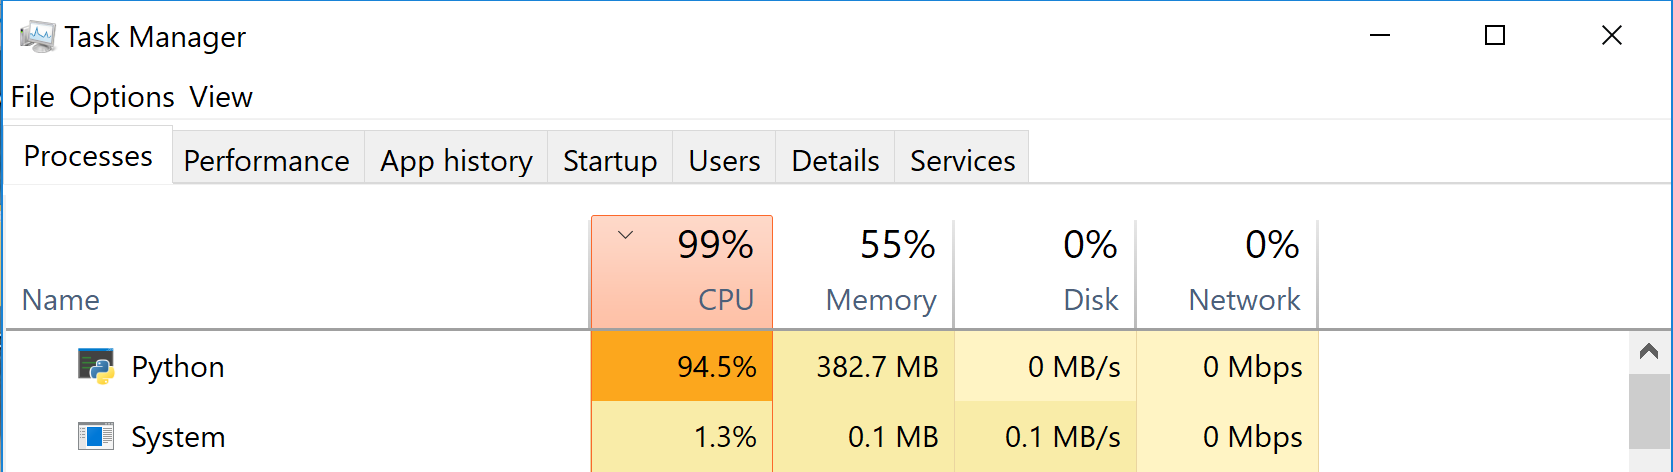 Task Manager
File Options View
Processes Performance App history Startup Users Details Services
99% 55% 0% 0%
Name CPU Memory Disk Network
Python 94.5% 382.7 MB 0 MB/s 0 Mbps
System 1.3% 0.1 MB 0.1 MB/s 0 Mbps